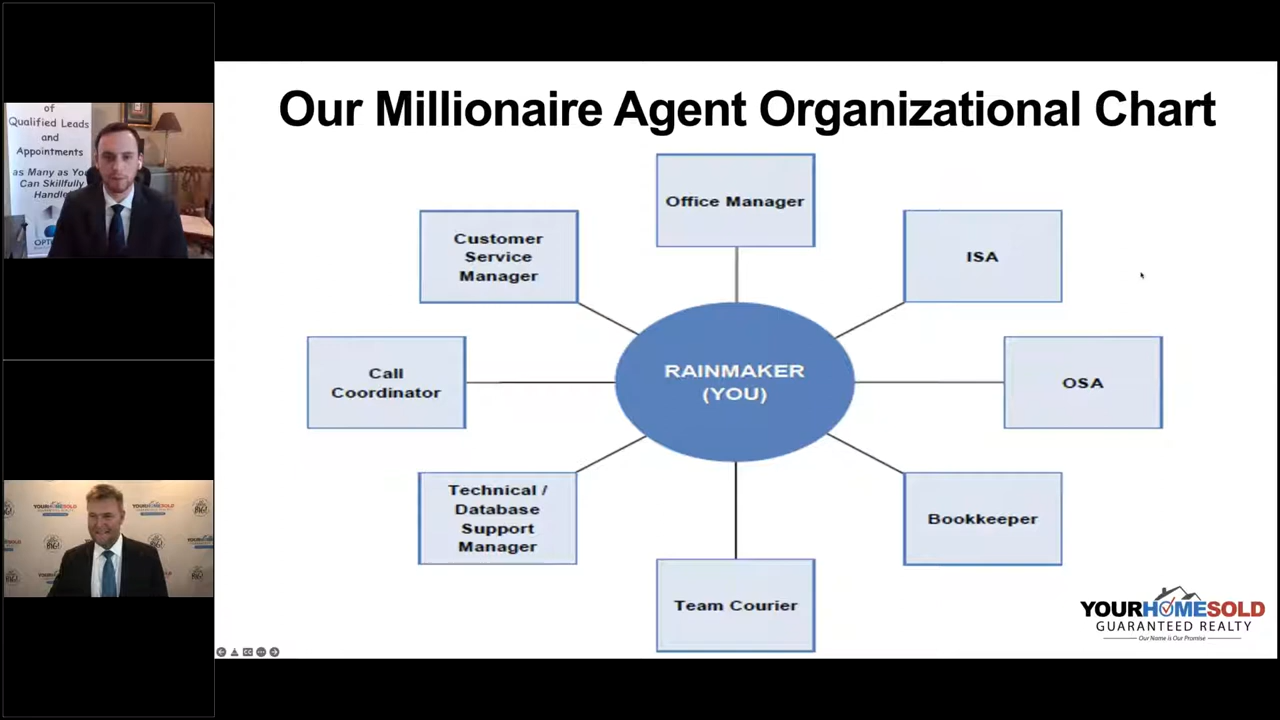 Our Millionaire Agent Organizational Chart
Office Manager
Customer
Service
Manager
ISA
Call
Coordinator
RAINMAKER
(YOU)
OSA
Technical /
Database
Support
Manager
Bookkeeper
Team Courier
YOURHOMESOLD
GUARANTEED REALTY
Our Name is Our Promise
of
Qualified Leads
and
Appointments
as Many as You
Can Skillfully
Handle
YOURHOMESOLD
YOURHOMESOLD